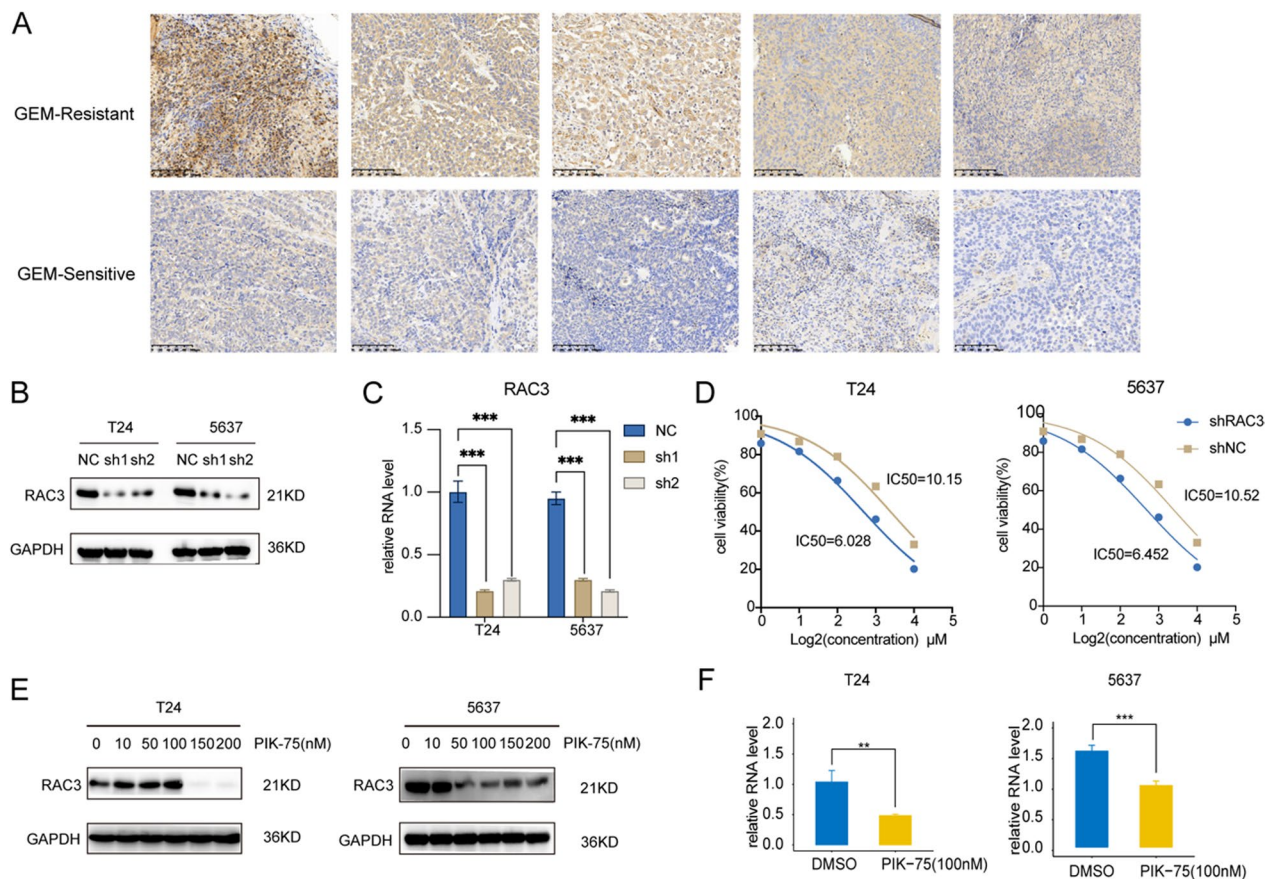 A
GEM-Resistant
GEM-Sensitive
B
T24 5637
NC sh1 sh2 NC sh1 sh2
RAC3 21KD
GAPDH 36KD
C
RAC3
relative RNA level
1.5
1.0
0.5
0.0
*** *** *** ***
T24 5637
NC
sh1
sh2
D
T24
cell viability(%)
100
80
60
40
20
0
IC50=10.15
IC50=6.028
0 1 2 3 4 5
Log2(concentration) μM
5637
cell viability(%)
100
80
60
40
20
0
IC50=10.52
IC50=6.452
0 1 2 3 4 5
Log2(concentration) μM
shRAC3
shNC
E
T24
0 10 50 100 150 200 PIK-75(nM)
RAC3 21KD
GAPDH 36KD
5637
0 10 50 100 150 200 PIK-75(nM)
RAC3 21KD
GAPDH 36KD
F
T24
relative RNA level
2.0
1.5
1.0
0.5
0.0
**
DMSO PIK−75(100nM)
5637
relative RNA level
2.0
1.5
1.0
0.5
0.0
***
DMSO PIK−75(100nM)